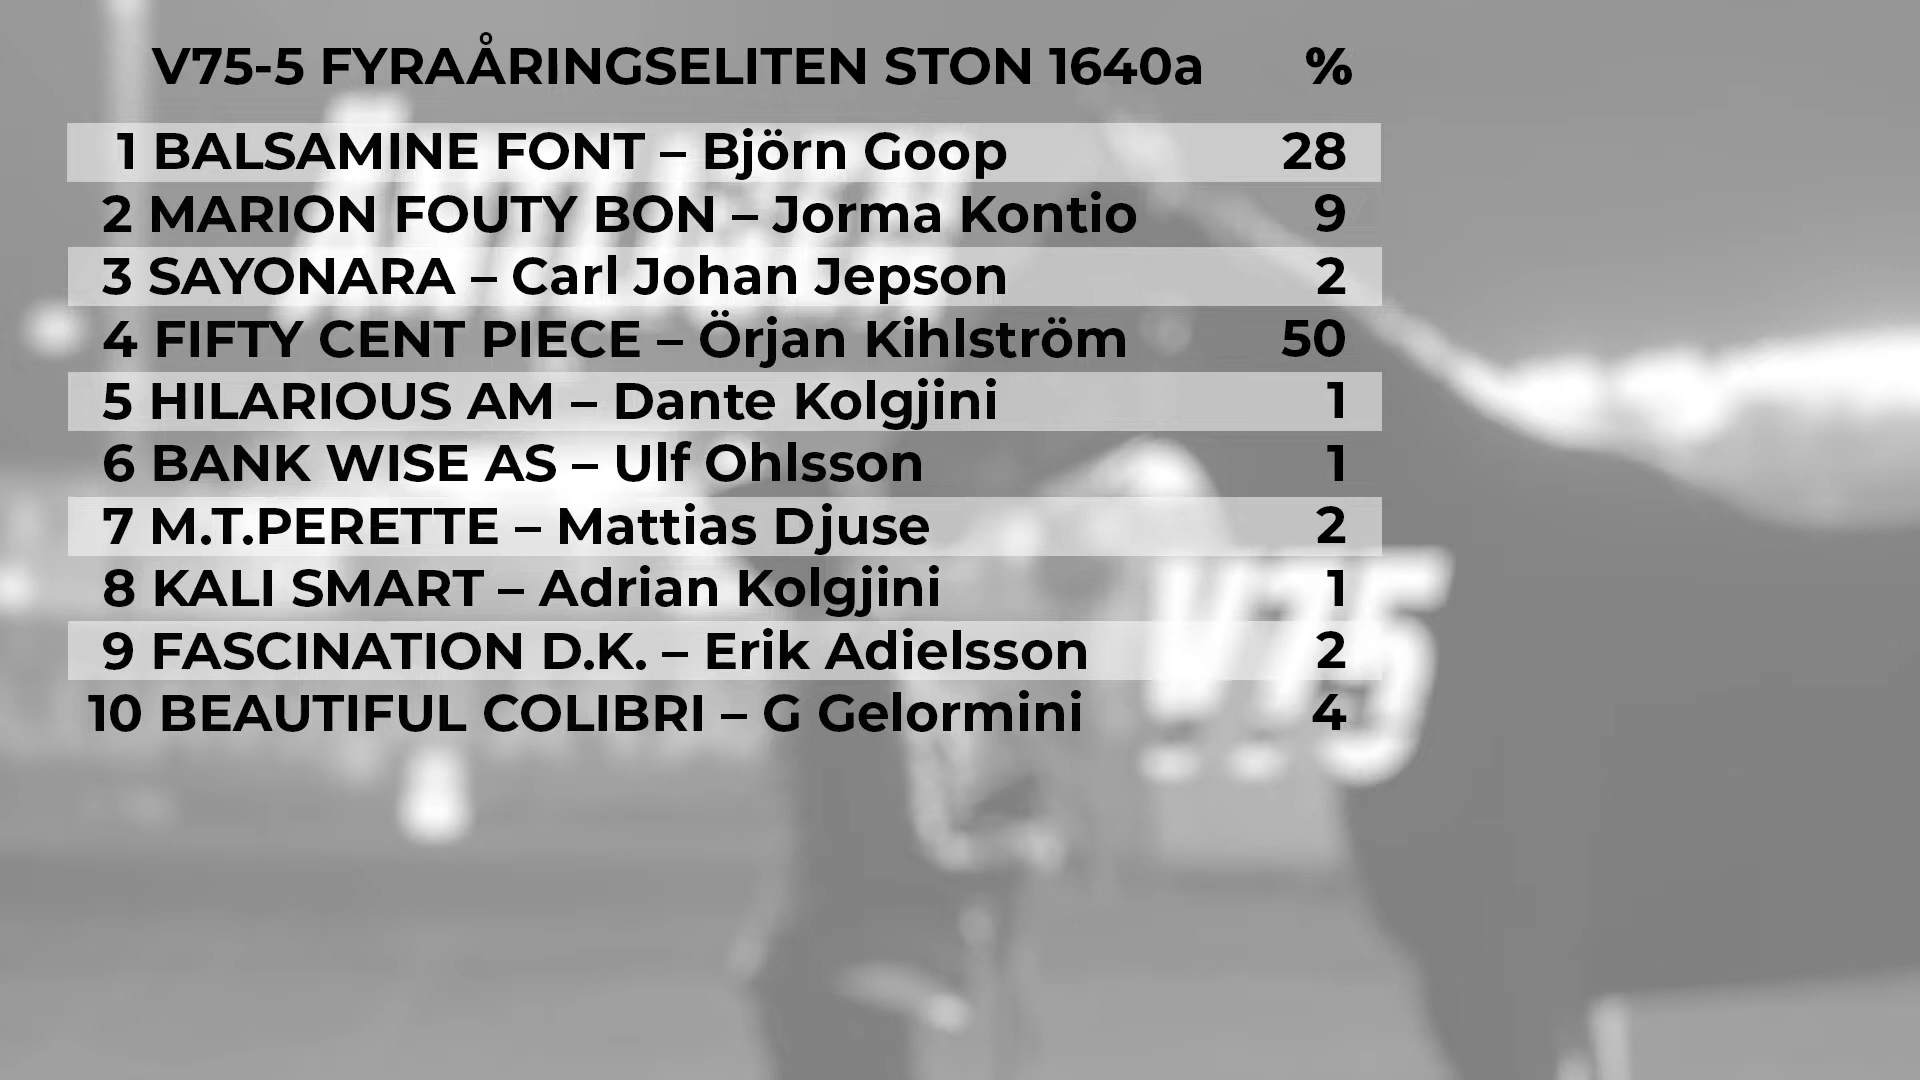 V75-5 FYRAÅRINGSELITEN STON 1640a %
1 BALSAMINE FONT – Björn Goop 28
2 MARION FOUTY BON – Jorma Kontio 9
3 SAYONARA – Carl Johan Jepson 2
4 FIFTY CENT PIECE – Örjan Kihlström 50
5 HILARIOUS AM – Dante Kolgjini 1
6 BANK WISE AS – Ulf Ohlsson 1
7 M.T.PERETTE – Mattias Djuse 2
8 KALI SMART – Adrian Kolgjini 1
9 FASCINATION D.K. – Erik Adielsson 2
10 BEAUTIFUL COLIBRI – G Gelormini 4
V75